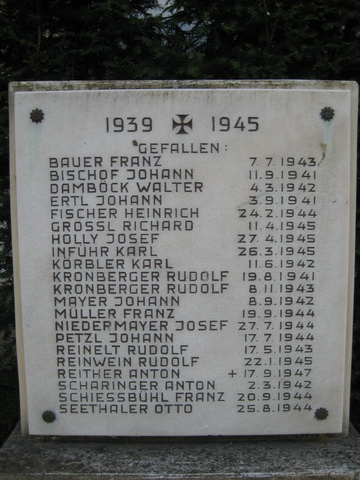 1939 ✠ 1945
GEFALLEN:
BAUER FRANZ 7.7.1943
BISCHOF JOHANN 11.9.1941
DAMBÖCK WALTER 4.3.1942
ERTL JOHANN 3.9.1941
FISCHER HEINRICH 24.2.1944
GROSSL RICHARD 11.4.1945
HOLLY JOSEF 27.4.1945
INFÜHR KARL 26.3.1945
KÖRBLER KARL 11.6.1942
KRONBERGER RUDOLF 19.8.1941
KRONBERGER RUDOLF 8.11.1943
MAYER JOHANN 8.9.1942
MÜLLER FRANZ 19.9.1944
NIEDERMAYER JOSEF 27.7.1944
PETZL JOHANN 17.7.1944
REINELT RUDOLF 17.5.1943
REINWEIN RUDOLF 22.1.1945
REITHER ANTON + 17.9.1947
SCHARINGER ANTON 2.3.1942
SCHIESSBÜHL FRANZ 20.9.1944
SEETHALER OTTO 25.8.1944